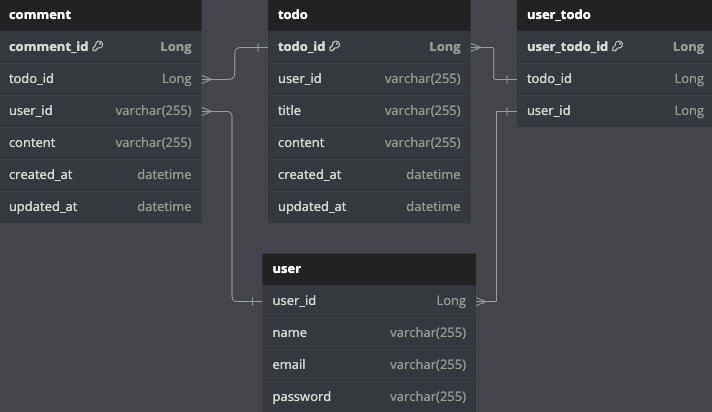 comment
comment_id Long
todo_id Long
user_id varchar(255)
content varchar(255)
created_at datetime
updated_at datetime
todo
todo_id Long
user_id varchar(255)
title varchar(255)
content varchar(255)
created_at datetime
updated_at datetime
user_todo
user_todo_id Long
todo_id Long
user_id Long
user
user_id Long
name varchar(255)
email varchar(255)
password varchar(255)